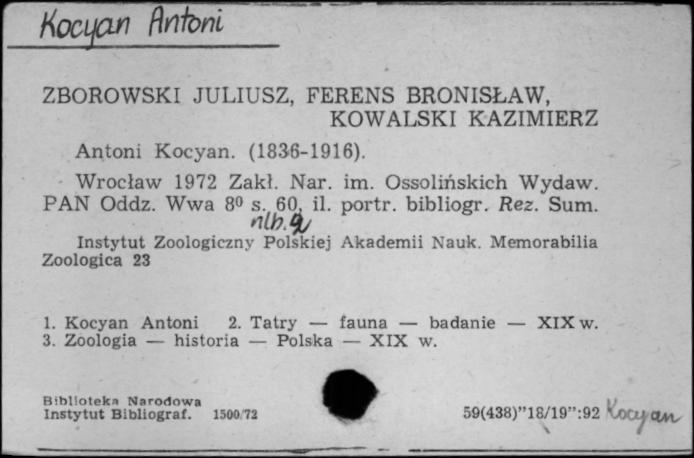 Kocyan Antoni
ZBOROWSKI JULIUSZ, FERENS BRONISŁAW,
KOWALSKI KAZIMIERZ
Antoni Kocyan. (1836-1916).
Wrocław 1972 Zakł. Nar. im. Ossolińskich Wydaw.
PAN Oddz. Wwa 8⁰ s. 60, il. portr. bibliogr. Rez. Sum.
nlb.
Instytut Zoologiczny Polskiej Akademii Nauk. Memorabilia
Zoologica 23
1. Kocyan Antoni 2. Tatry — fauna — badanie — XIX w.
3. Zoologia — historia — Polska — XIX w.
Biblioteka Narodowa
Instytut Bibliograf. 1500/72
59(438)"18/19":92 Kocyan